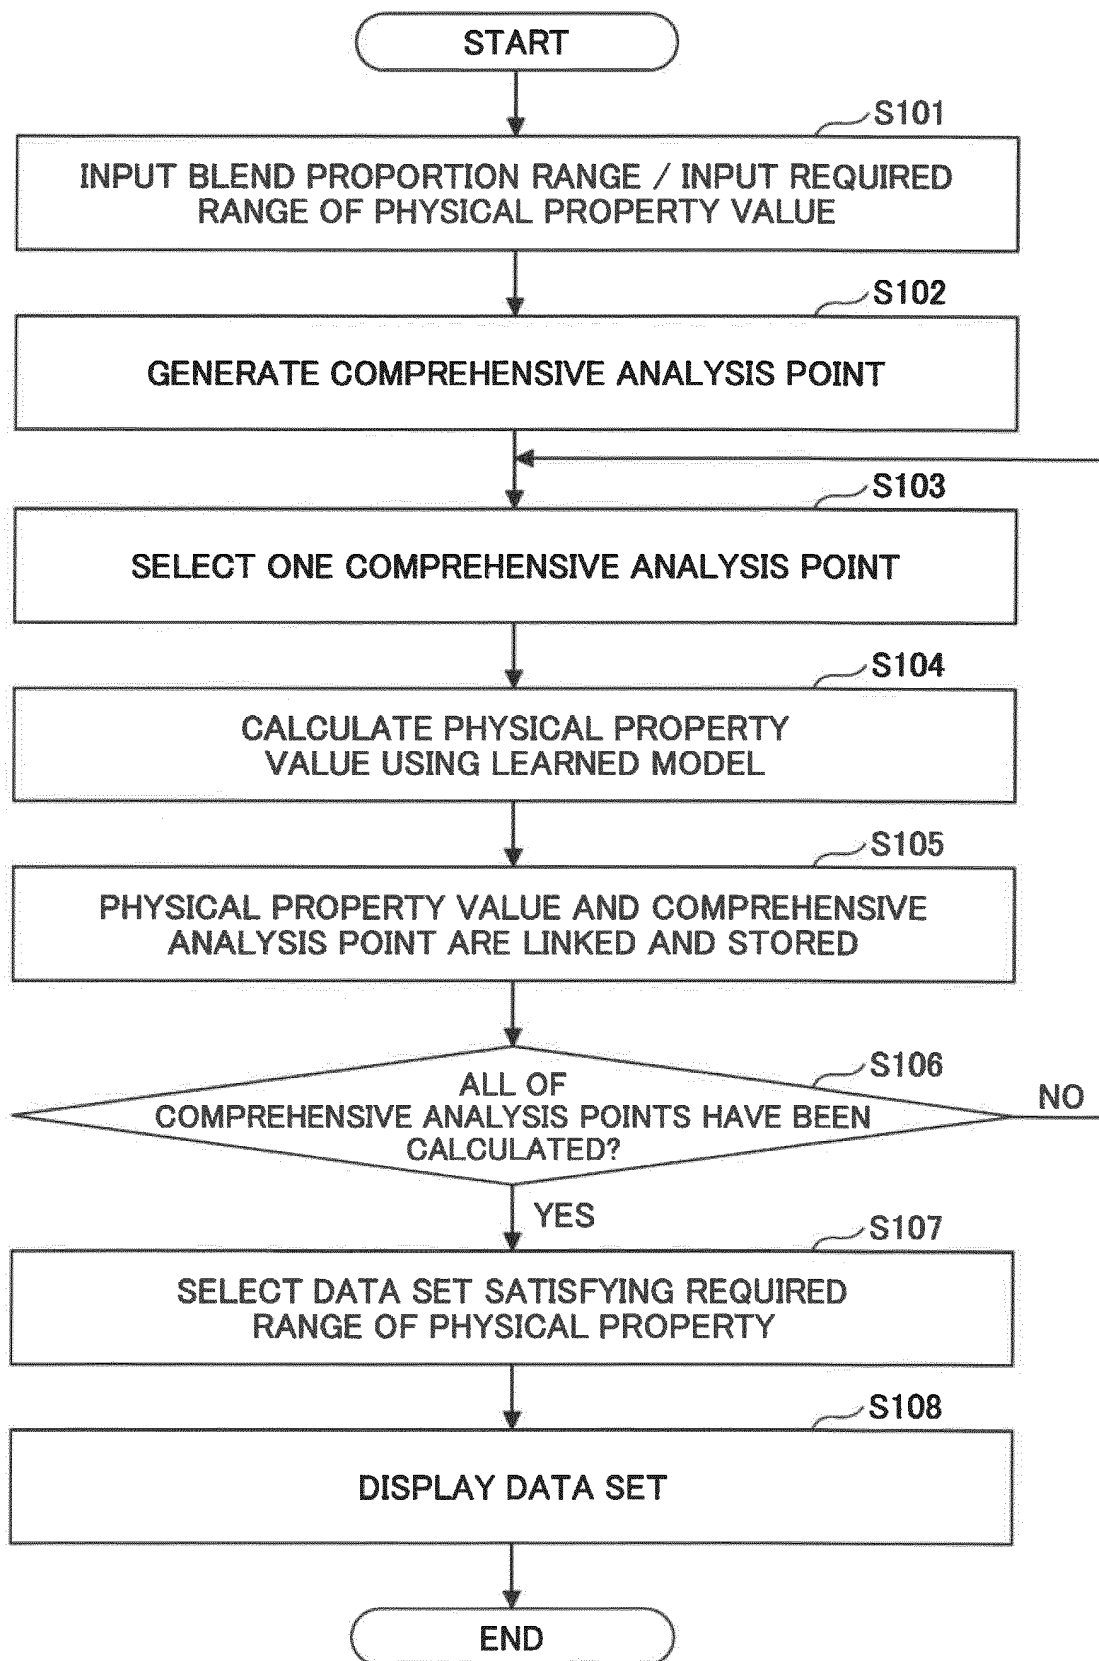 START
S101
INPUT BLEND PROPORTION RANGE / INPUT REQUIRED
RANGE OF PHYSICAL PROPERTY VALUE
S102
GENERATE COMPREHENSIVE ANALYSIS POINT
S103
SELECT ONE COMPREHENSIVE ANALYSIS POINT
S104
CALCULATE PHYSICAL PROPERTY
VALUE USING LEARNED MODEL
S105
PHYSICAL PROPERTY VALUE AND COMPREHENSIVE
ANALYSIS POINT ARE LINKED AND STORED
S106
ALL OF
COMPREHENSIVE ANALYSIS POINTS HAVE BEEN
CALCULATED?
NO
YES
S107
SELECT DATA SET SATISFYING REQUIRED
RANGE OF PHYSICAL PROPERTY
S108
DISPLAY DATA SET
END